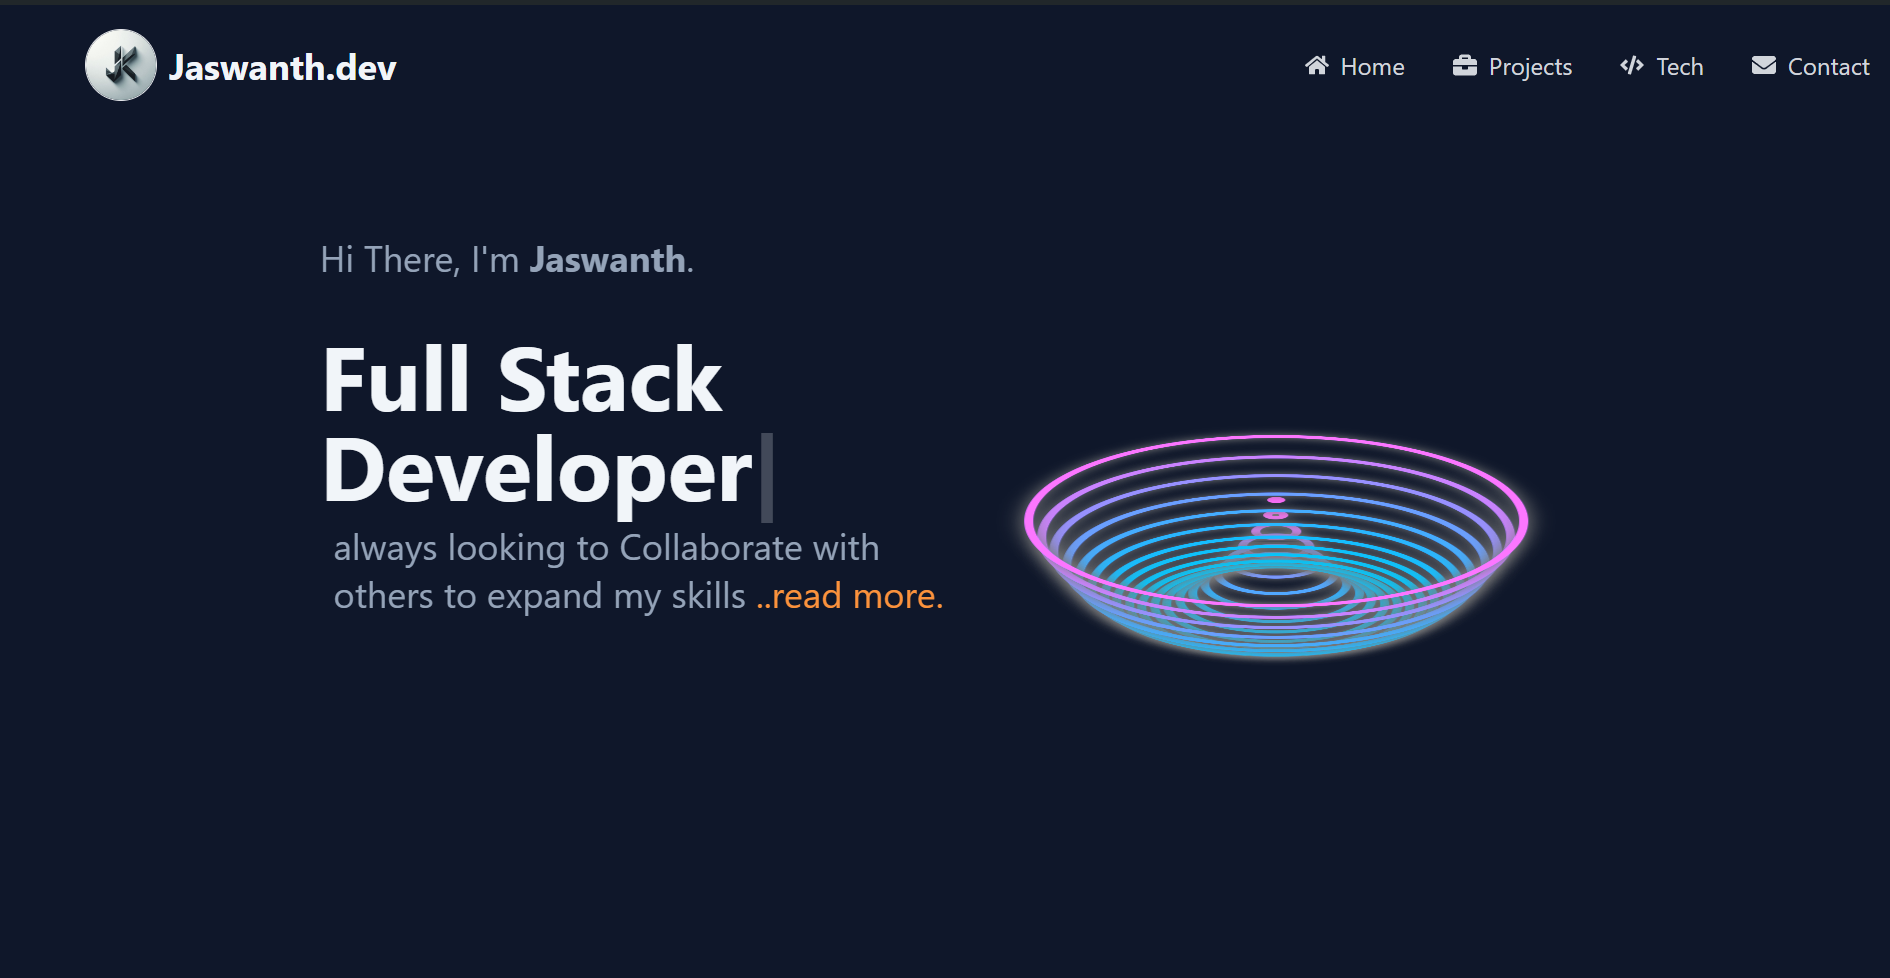 JK
Jaswanth.dev
Home
Projects
Tech
Contact
Hi There, I'm Jaswanth.
Full Stack
Developer
always looking to Collaborate with
others to expand my skills ..read more.